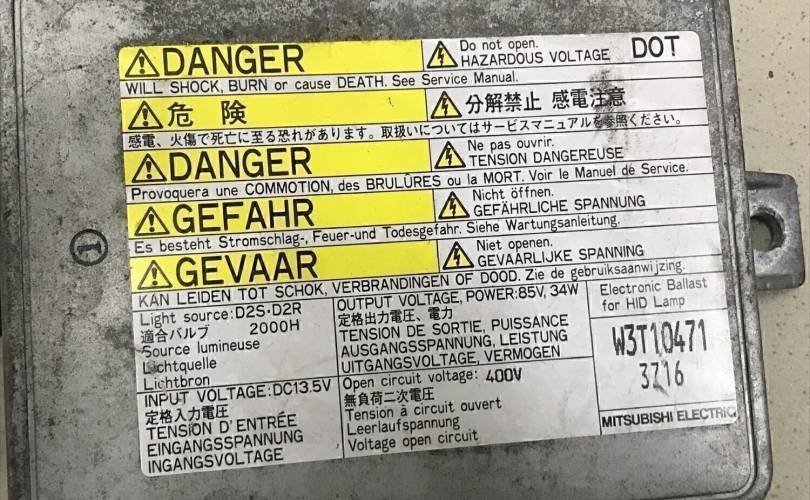 DANGER
Do not open.
HAZARDOUS VOLTAGE DOT
WILL SHOCK, BURN or cause DEATH. See Service Manual.
危 険
分解禁止 感電注意
感電、火傷で死亡に至る恐れがあります。取扱いについてはサービスマニュアルを参照ください。
DANGER
Ne pas ouvrir.
TENSION DANGEREUSE
Provoquera une COMMOTION, des BRULÛRES ou la MORT. Voir le Manuel de Service.
GEFAHR
Nicht öffnen.
GEFÄHRLICHE SPANNUNG
Es besteht Stromschlag-, Feuer-und Todesgefahr. Siehe Wartungsanleitung.
GEVAAR
Niet openen.
GEVAARLIJKE SPANNING
KAN LEIDEN TOT SCHOK, VERBRANDINGEN OF DOOD. Zie de gebruiksaanwijzing.
Light source:D2S・D2R
適合バルブ 2000H
Source lumineuse
Lichtquelle
Lichtbron
INPUT VOLTAGE:DC13.5V
定格入力電圧
TENSION D'ENTRÉE
EINGANGSSPANNUNG
INGANGSVOLTAGE
OUTPUT VOLTAGE, POWER:85V, 34W
定格出力電圧、電力
TENSION DE SORTIE, PUISSANCE
AUSGANGSSPANNUNG, LEISTUNG
UITGANGSVOLTAGE, VERMOGEN
Open circuit voltage: 400V
無負荷二次電圧
Tension à circuit ouvert
Leerlaufspannung
Voltage open circuit
Electronic Ballast
for HID Lamp
W3T10471
3Z16
MITSUBISHI ELECTRIC
1